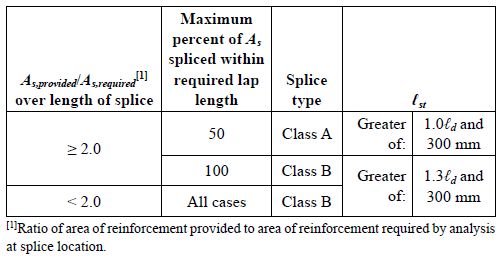 Maximum
percent of As
spliced within
required lap
length
As,provided/As,required[1]
over length of splice
Splice
type
ℓst
≥ 2.0
50
Class A
Greater
of:
1.0ℓd and
300 mm
100
Class B
Greater
of:
1.3ℓd and
300 mm
< 2.0
All cases
Class B
[1]Ratio of area of reinforcement provided to area of reinforcement required by analysis
at splice location.